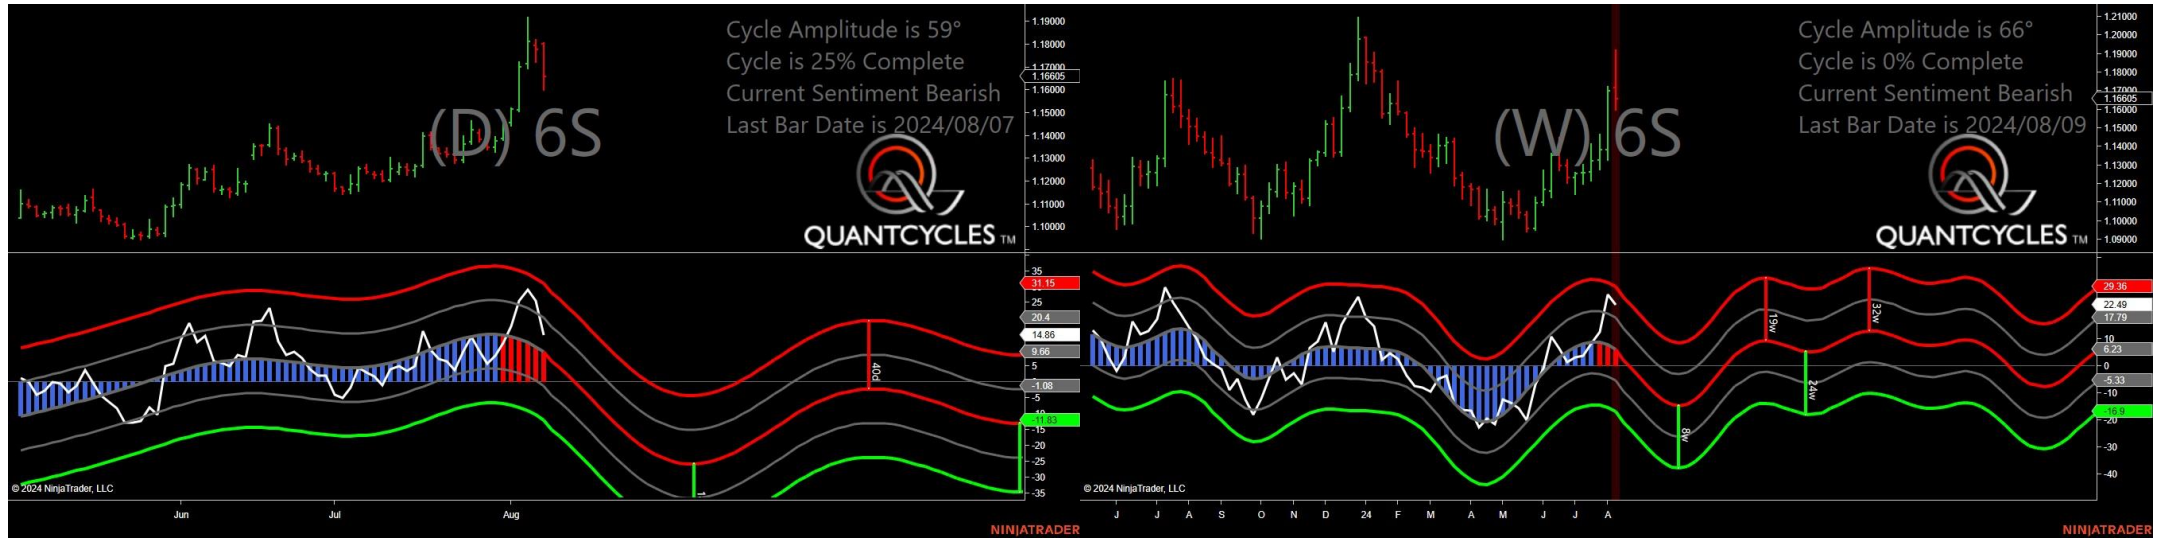 Cycle Amplitude is 59°
Cycle is 25% Complete
Current Sentiment Bearish
Last Bar Date is 2024/08/07
(D) 6S
QUANTCYCLES TM
1.19000
1.18000
1.17000
1.16605
1.16000
1.15000
1.14000
1.13000
1.12000
1.11000
1.10000
35
31.15
25
20.4
14.86
9.66
5
-1.08
-5
-11.83
-15
-20
-25
-30
-35
40d
© 2024 NinjaTrader, LLC
Jun
Jul
Aug
NINJATRADER
Cycle Amplitude is 66°
Cycle is 0% Complete
Current Sentiment Bearish
Last Bar Date is 2024/08/09
(W) 6S
QUANTCYCLES TM
1.21000
1.20000
1.19000
1.18000
1.17000
1.16605
1.16000
1.15000
1.14000
1.13000
1.12000
1.11000
1.10000
1.09000
29.36
22.49
17.79
10
6.23
0
-5.33
-10
-16.9
-20
-30
-40
19w
32w
24w
8w
© 2024 NinjaTrader, LLC
J J A S O N D 24 F M A M J J A
NINJATRADER